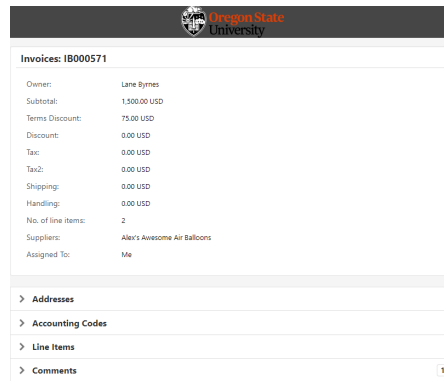 Oregon State
University
Invoices: IB000571
Owner: Lane Byrnes
Subtotal: 1,500.00 USD
Terms Discount: 75.00 USD
Discount: 0.00 USD
Tax: 0.00 USD
Tax2: 0.00 USD
Shipping: 0.00 USD
Handling: 0.00 USD
No. of line items: 2
Suppliers: Alex's Awesome Air Balloons
Assigned To: Me
Addresses
Accounting Codes
Line Items
Comments 1